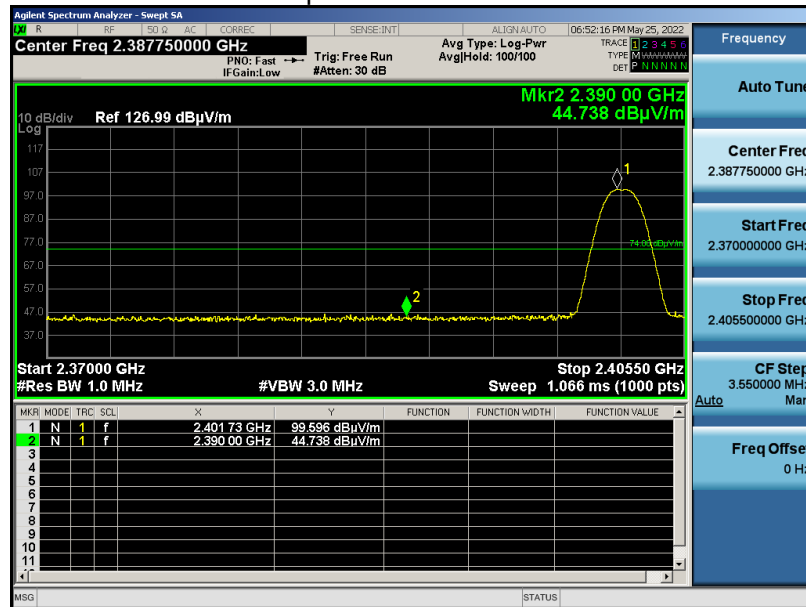 Agilent Spectrum Analyzer - Swept SA
LXI R RF 50 Ω AC CORREC SENSE:INT ALIGN AUTO 06:52:16 PM May 25, 2022
Center Freq 2.387750000 GHz
PNO: Fast
IFGain:Low
Trig: Free Run
#Atten: 30 dB
Avg Type: Log-Pwr
Avg|Hold: 100/100
TRACE 1 2 3 4 5 6
TYPE M
DET P N N N N N
Mkr2 2.390 00 GHz
44.738 dBµV/m
10 dB/div Ref 126.99 dBµV/m
Log
117
107
97.0
87.0
77.0
67.0
57.0
47.0
37.0
1
74.00 dBµV/m
2
Start 2.37000 GHz Stop 2.40550 GHz
#Res BW 1.0 MHz #VBW 3.0 MHz Sweep 1.066 ms (1000 pts)
MKR MODE TRC SCL X Y FUNCTION FUNCTION WIDTH FUNCTION VALUE
1 N 1 f 2.401 73 GHz 99.596 dBµV/m
2 N 1 f 2.390 00 GHz 44.738 dBµV/m
3
4
5
6
7
8
9
10
11
MSG STATUS
Frequency
Auto Tune
Center Freq
2.387750000 GHz
Start Freq
2.370000000 GHz
Stop Freq
2.405500000 GHz
CF Step
3.550000 MHz
Auto Man
Freq Offset
0 Hz